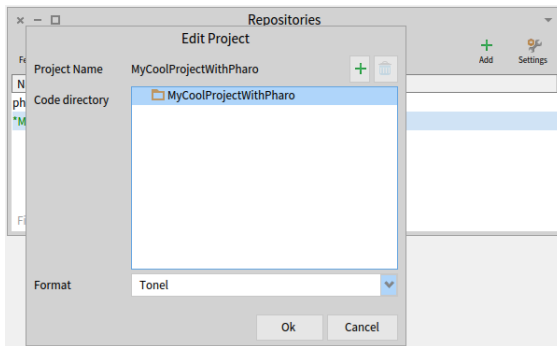 Repositories
Edit Project
Project Name MyCoolProjectWithPharo
Add Settings
Code directory MyCoolProjectWithPharo
Format Tonel
Ok Cancel